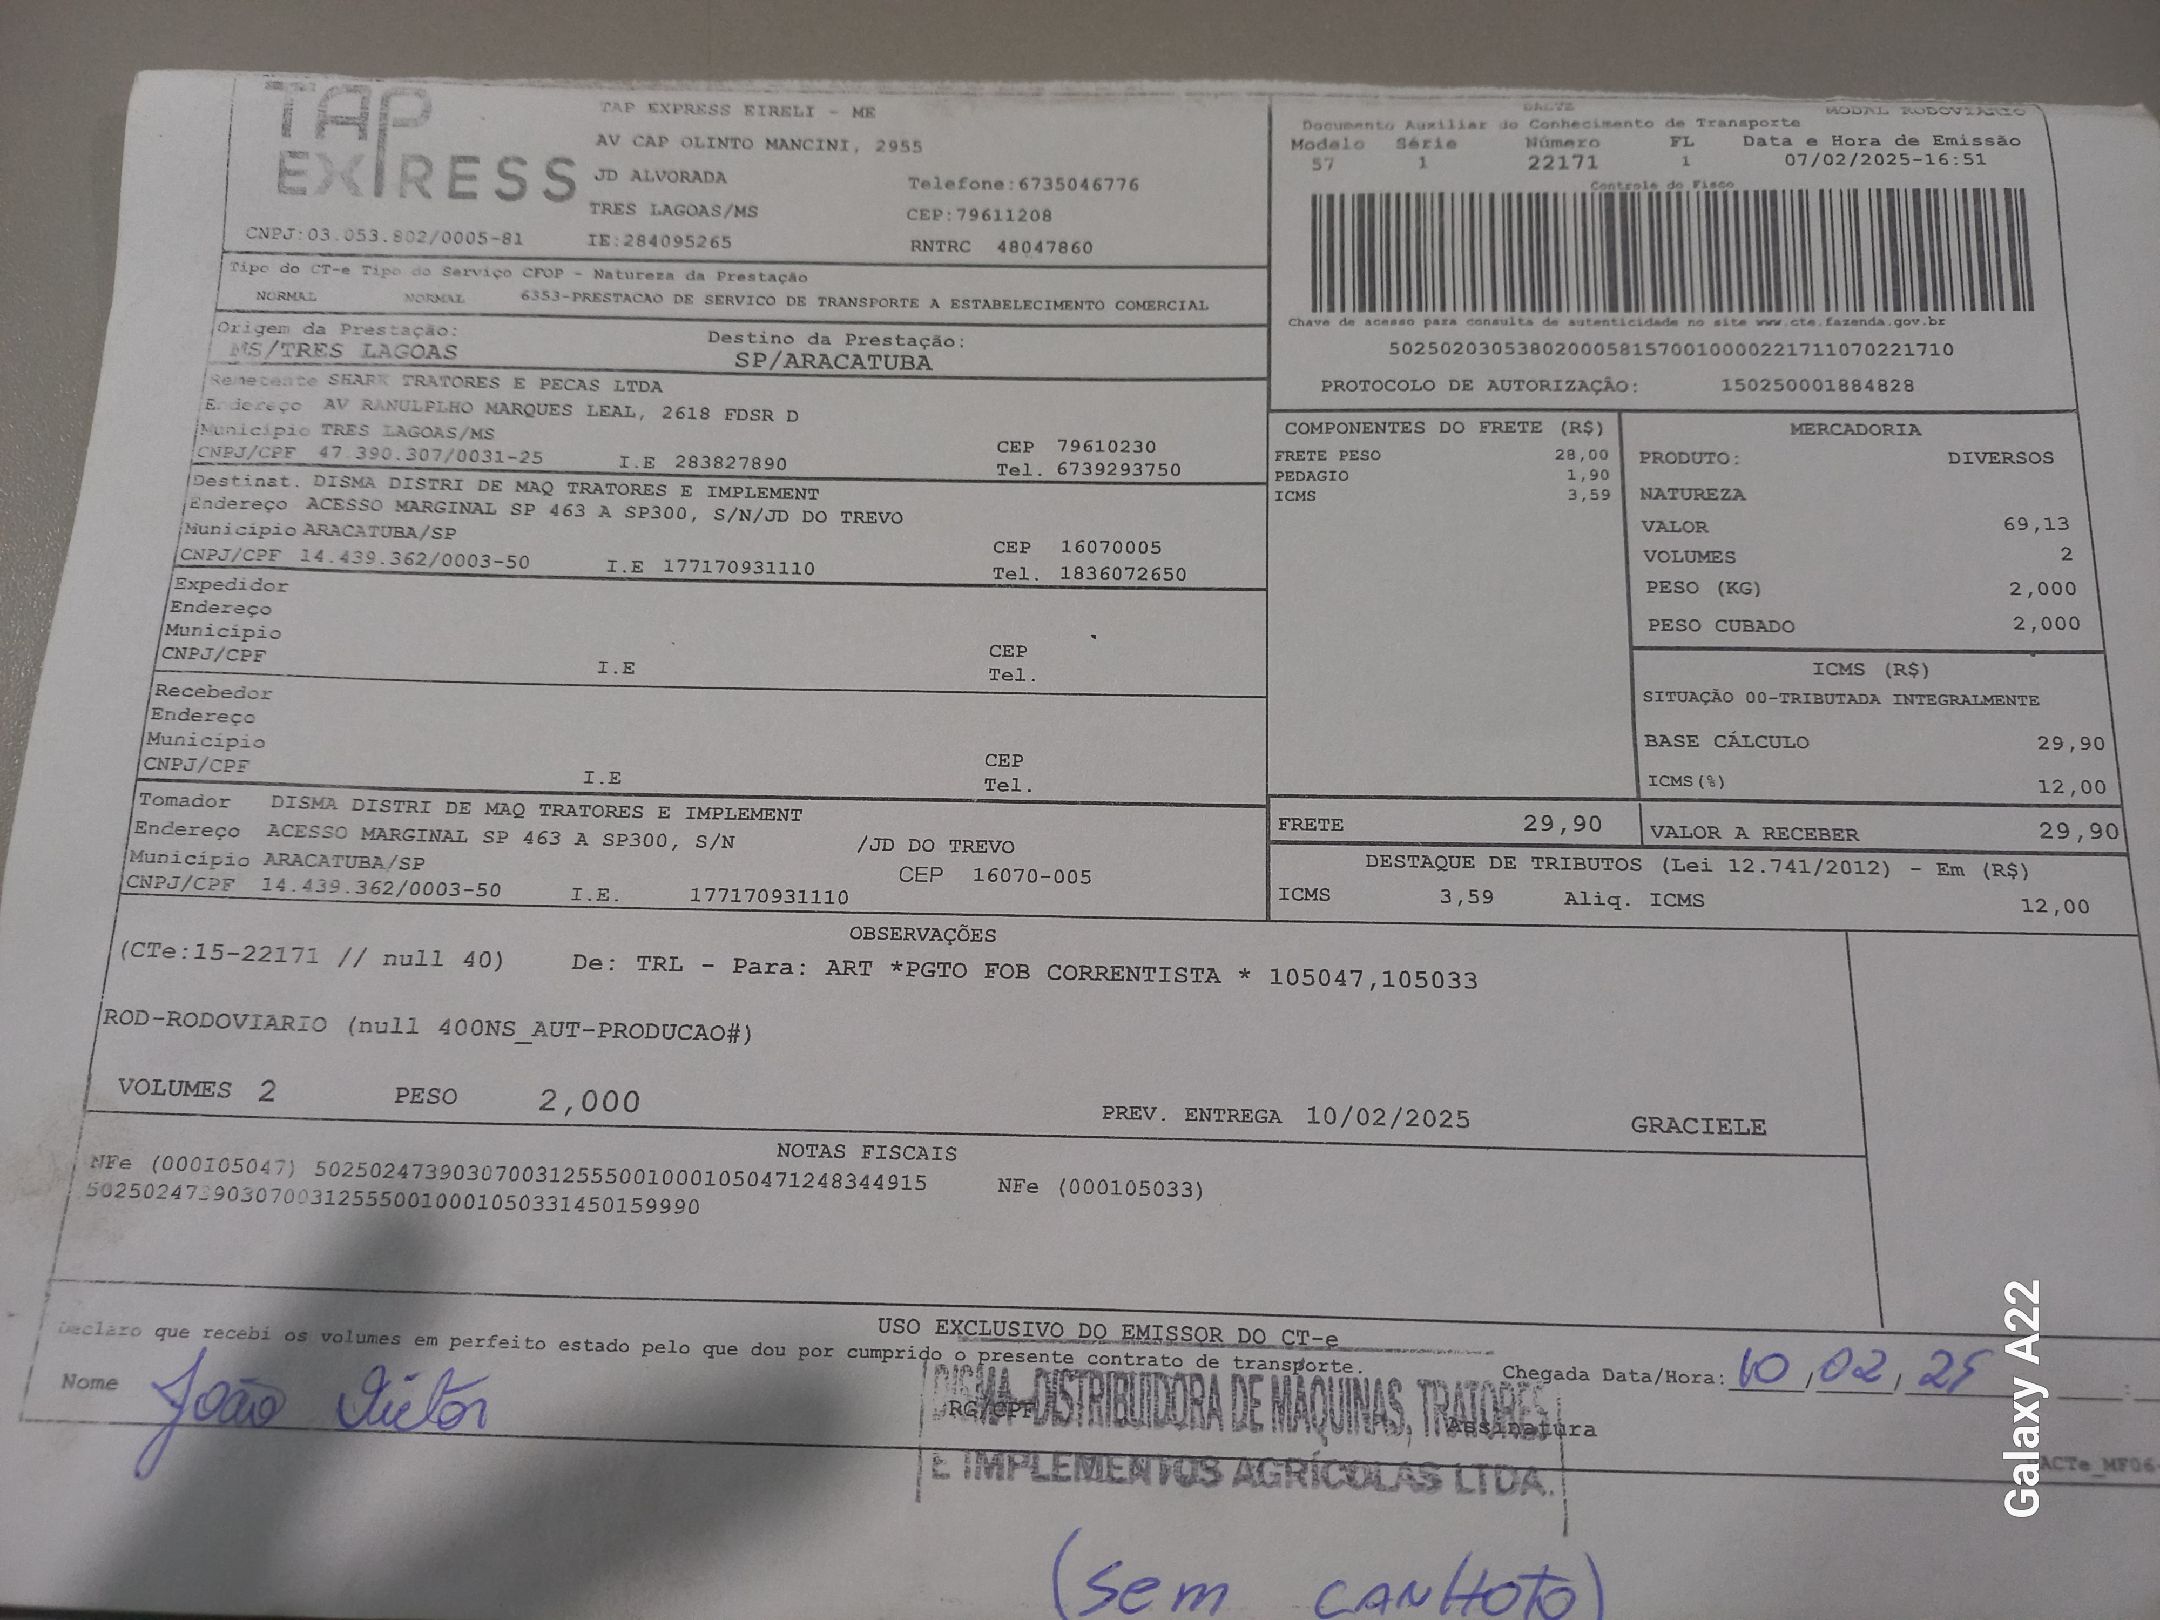 TAP
EXPRESS
TAP EXPRESS EIRELI - ME
AV CAP OLINTO MANCINI, 2955
JD ALVORADA
Telefone:6735046776
TRES LAGOAS/MS
CEP:79611208
CNPJ:03.053.802/0005-81
IE:284095265
RNTRC 48047860
DACTE
MODAL RODOVIÁRIO
Documento Auxiliar do Conhecimento de Transporte
Modelo Série Número FL Data e Hora de Emissão
57 1 22171 1 07/02/2025-16:51
Controle do Fisco
Chave de acesso para consulta de autenticidade no site www.cte.fazenda.gov.br
50250203053802000581570010000221711070221710
PROTOCOLO DE AUTORIZAÇÃO: 150250001884828
Tipo do CT-e Tipo do Serviço CFOP - Natureza da Prestação
NORMAL NORMAL 6353-PRESTACAO DE SERVICO DE TRANSPORTE A ESTABELECIMENTO COMERCIAL
Origem da Prestação: Destino da Prestação:
MS/TRES LAGOAS SP/ARACATUBA
Remetente SHARK TRATORES E PECAS LTDA
Endereço AV RANULPLHO MARQUES LEAL, 2618 FDSR D
Município TRES LAGOAS/MS CEP 79610230
CNPJ/CPF 47.390.307/0031-25 I.E 283827890 Tel. 6739293750
Destinat. DISMA DISTRI DE MAQ TRATORES E IMPLEMENT
Endereço ACESSO MARGINAL SP 463 A SP300, S/N/JD DO TREVO
Município ARACATUBA/SP CEP 16070005
CNPJ/CPF 14.439.362/0003-50 I.E 177170931110 Tel. 1836072650
Expedidor
Endereço
Município CEP
CNPJ/CPF I.E Tel.
Recebedor
Endereço
Município CEP
CNPJ/CPF I.E Tel.
Tomador DISMA DISTRI DE MAQ TRATORES E IMPLEMENT
Endereço ACESSO MARGINAL SP 463 A SP300, S/N /JD DO TREVO
Município ARACATUBA/SP CEP 16070-005
CNPJ/CPF 14.439.362/0003-50 I.E. 177170931110
COMPONENTES DO FRETE (R$)
FRETE PESO 28,00
PEDAGIO 1,90
ICMS 3,59
MERCADORIA
PRODUTO: DIVERSOS
NATUREZA
VALOR 69,13
VOLUMES 2
PESO (KG) 2,000
PESO CUBADO 2,000
ICMS (R$)
SITUAÇÃO 00-TRIBUTADA INTEGRALMENTE
BASE CÁLCULO 29,90
ICMS(%) 12,00
FRETE 29,90 VALOR A RECEBER 29,90
DESTAQUE DE TRIBUTOS (Lei 12.741/2012) - Em (R$)
ICMS 3,59 Aliq. ICMS 12,00
OBSERVAÇÕES
(CTe:15-22171 // null 40) De: TRL - Para: ART *PGTO FOB CORRENTISTA * 105047,105033
ROD-RODOVIARIO (null 400NS_AUT-PRODUCAO#)
VOLUMES 2 PESO 2,000 PREV. ENTREGA 10/02/2025 GRACIELE
NOTAS FISCAIS
NFe (000105047) 50250247390307003125550010001050471248344915 NFe (000105033)
50250247390307003125550010001050331450159990
USO EXCLUSIVO DO EMISSOR DO CT-e
Declaro que recebi os volumes em perfeito estado pelo que dou por cumprido o presente contrato de transporte.
Chegada Data/Hora: 10,02,25 :
Nome João Victor RG/CPF Assinatura
DISMA-DISTRIBUIDORA DE MÁQUINAS, TRATORES
E IMPLEMENTOS AGRÍCOLAS LTDA.
ACTe_MF06-
(Sem CANHOTO)
Galaxy A22